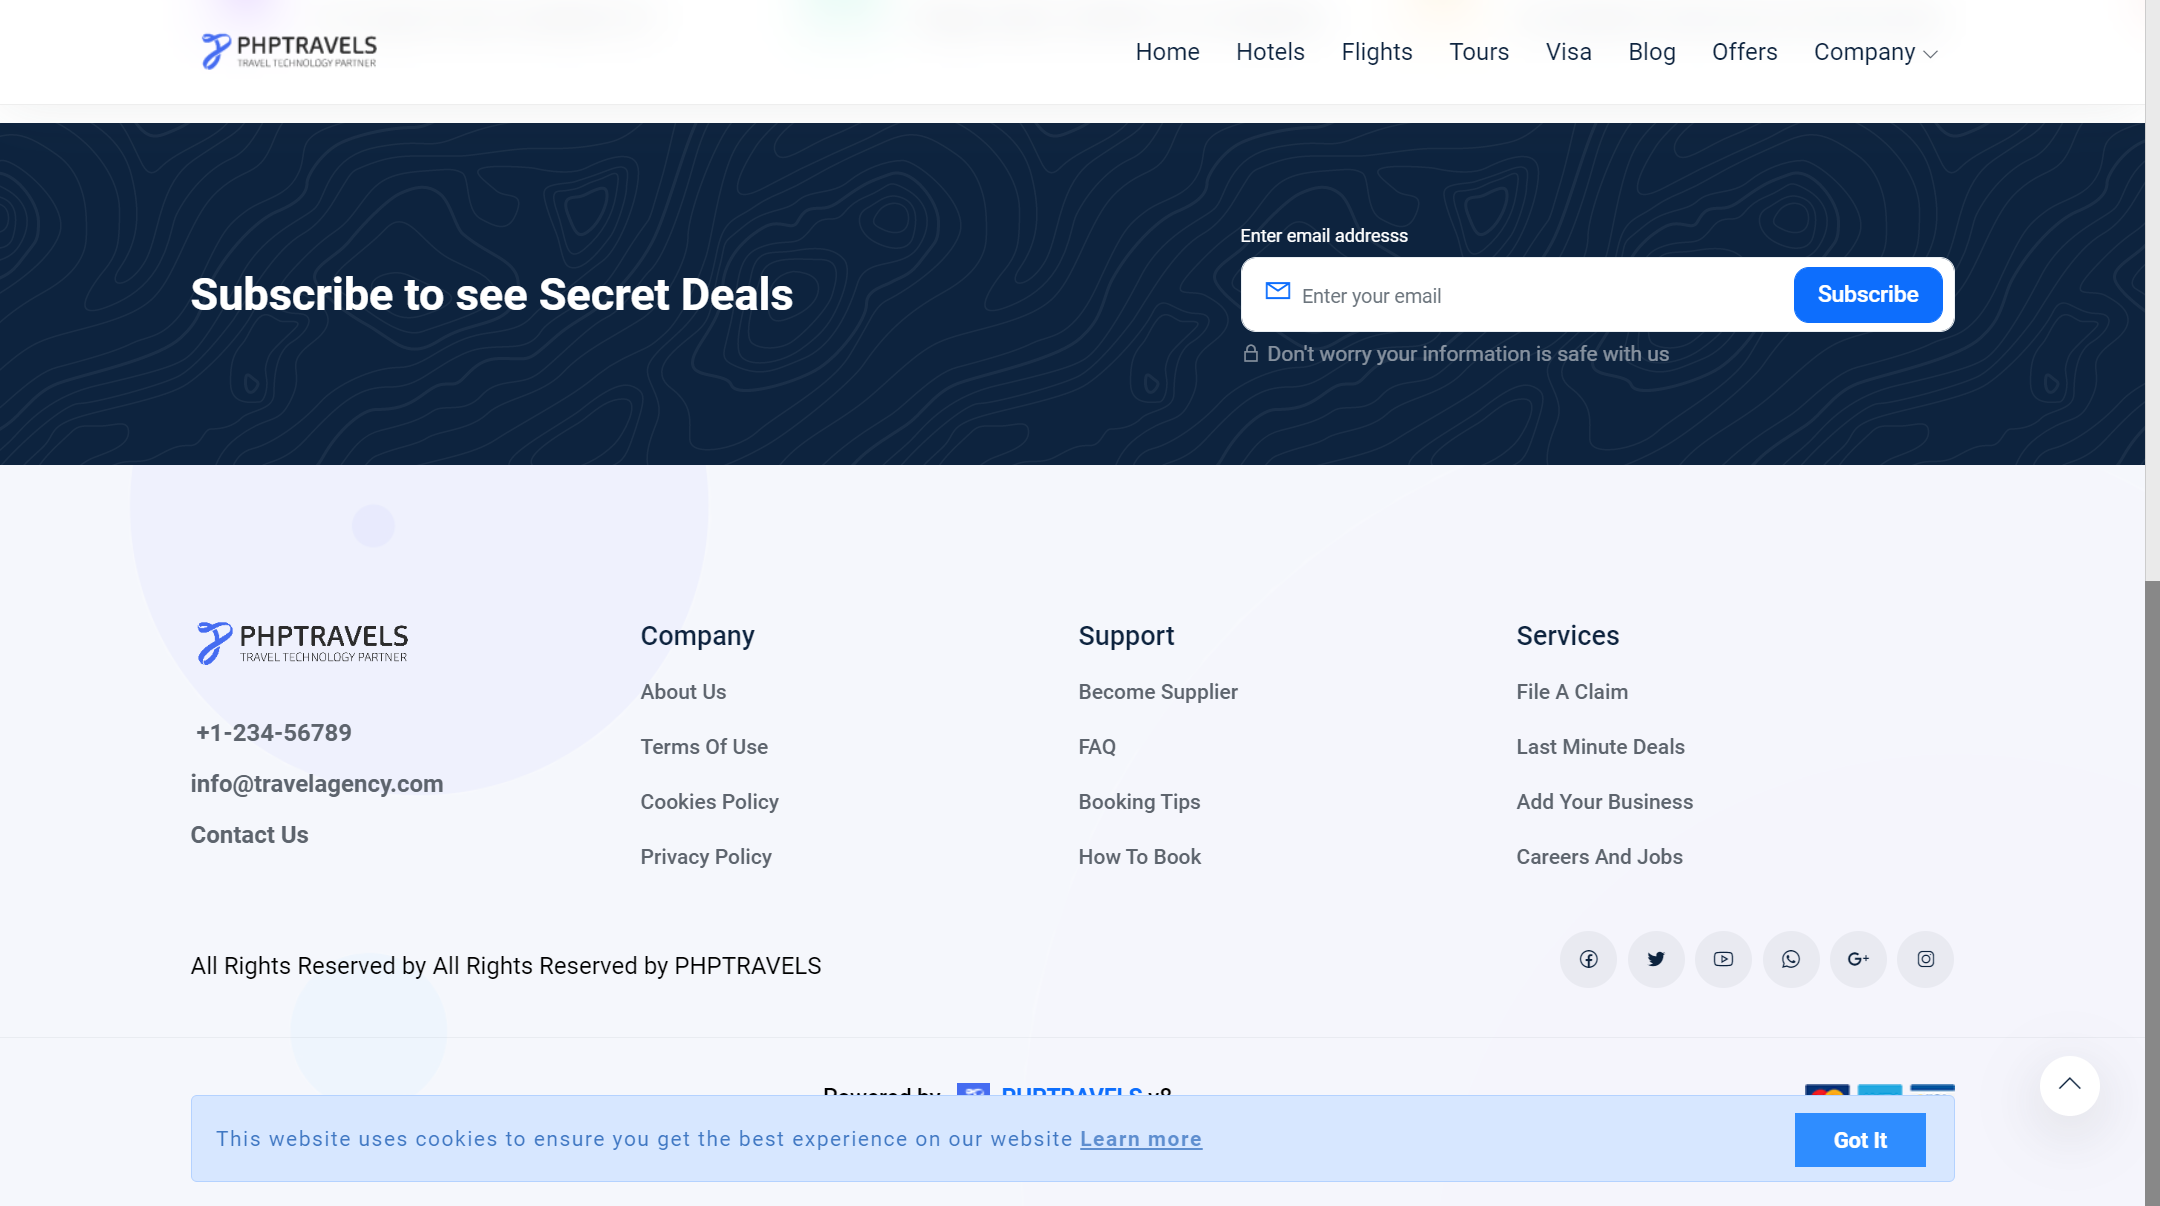 PHPTRAVELS
TRAVEL TECHNOLOGY PARTNER
Home Hotels Flights Tours Visa Blog Offers Company
Enter email addresss
Subscribe to see Secret Deals
Enter your email
Subscribe
Don't worry your information is safe with us
PHPTRAVELS
TRAVEL TECHNOLOGY PARTNER
+1-234-56789
info@travelagency.com
Contact Us
Company
About Us
Terms Of Use
Cookies Policy
Privacy Policy
Support
Become Supplier
FAQ
Booking Tips
How To Book
Services
File A Claim
Last Minute Deals
Add Your Business
Careers And Jobs
All Rights Reserved by All Rights Reserved by PHPTRAVELS
Powered by PHPTRAVELS v8
This website uses cookies to ensure you get the best experience on our website Learn more
Got It